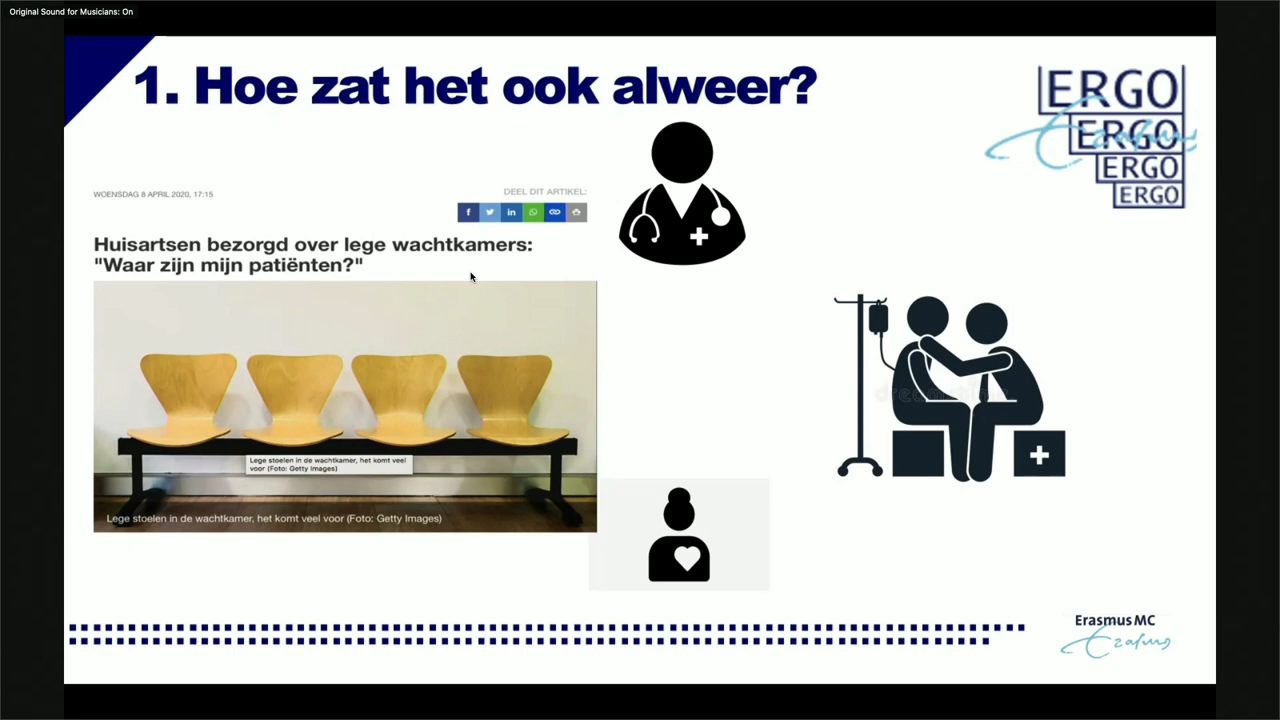 Original Sound for Musicians: On
1. Hoe zat het ook alweer?
ERGO
ERGO
ERGO
ERGO
WOENSDAG 8 APRIL 2020, 17:15
DEEL DIT ARTIKEL:
Huisartsen bezorgd over lege wachtkamers:
"Waar zijn mijn patiënten?"
Lege stoelen in de wachtkamer, het komt veel
voor (Foto: Getty Images)
Lege stoelen in de wachtkamer, het komt veel voor (Foto: Getty Images)
Erasmus MC
Erasmus